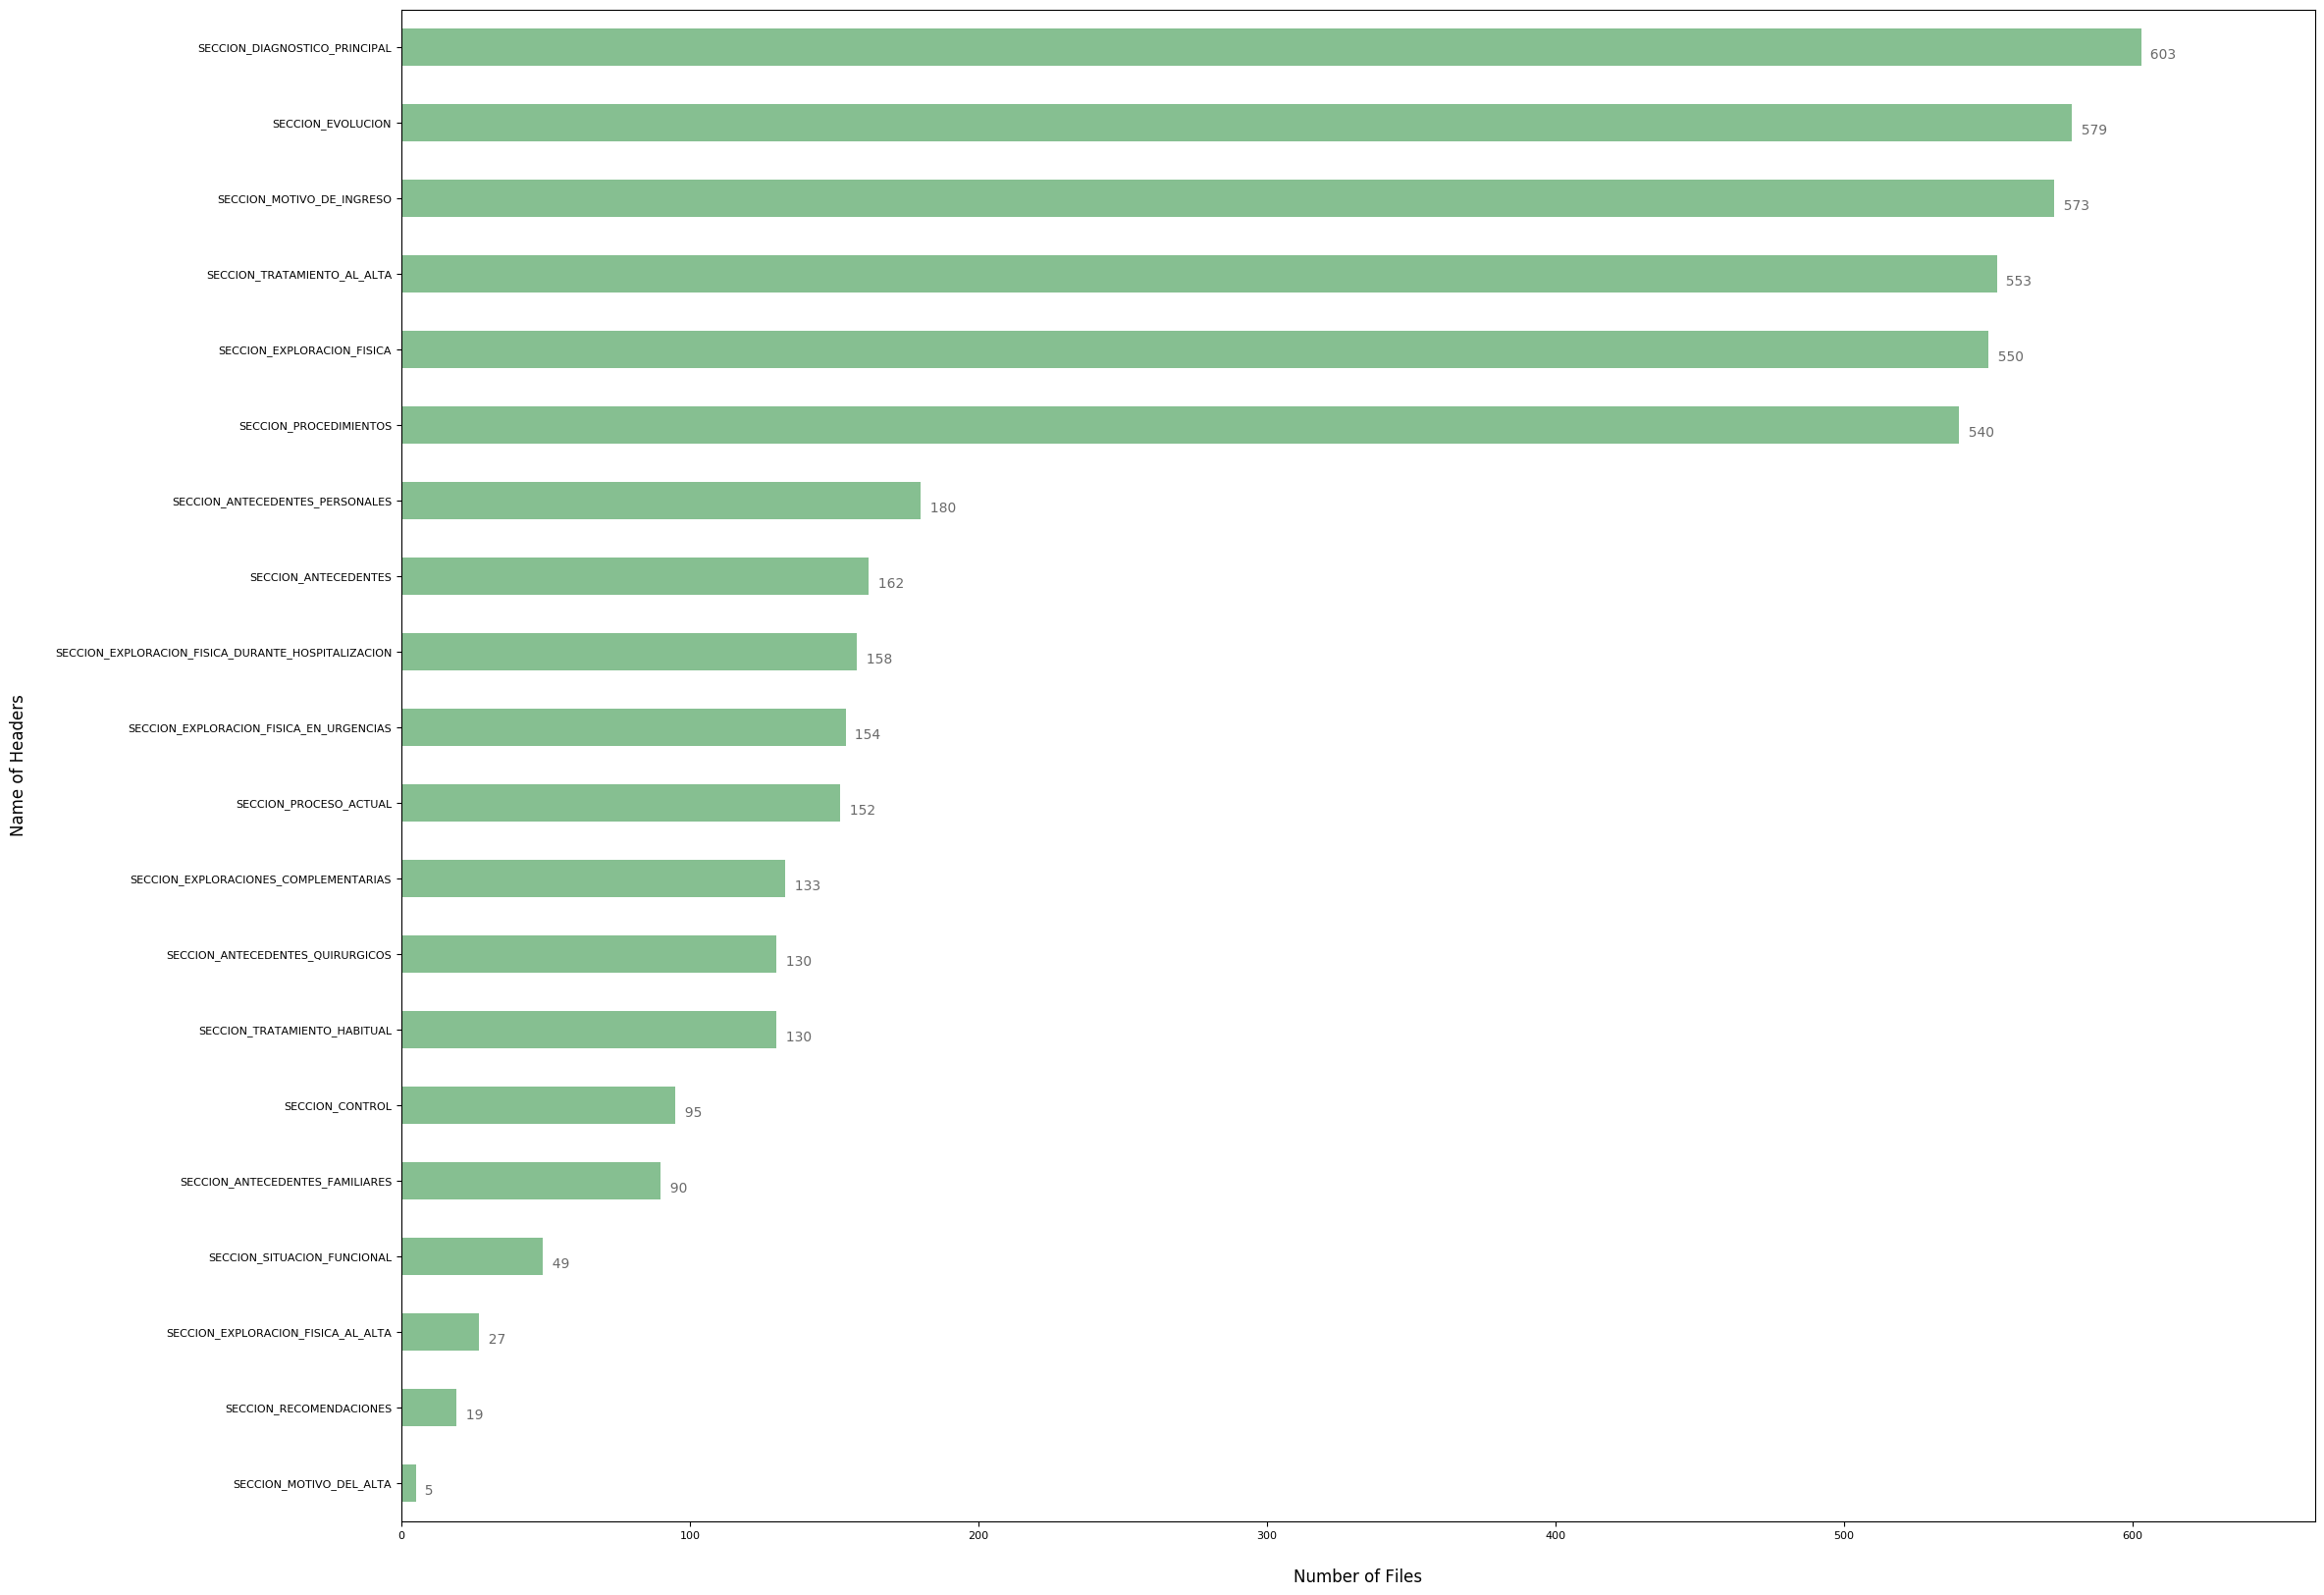 SECCION_DIAGNOSTICO_PRINCIPAL 603
SECCION_EVOLUCION 579
SECCION_MOTIVO_DE_INGRESO 573
SECCION_TRATAMIENTO_AL_ALTA 553
SECCION_EXPLORACION_FISICA 550
SECCION_PROCEDIMIENTOS 540
SECCION_ANTECEDENTES_PERSONALES 180
SECCION_ANTECEDENTES 162
SECCION_EXPLORACION_FISICA_DURANTE_HOSPITALIZACION 158
SECCION_EXPLORACION_FISICA_EN_URGENCIAS 154
SECCION_PROCESO_ACTUAL 152
SECCION_EXPLORACIONES_COMPLEMENTARIAS 133
SECCION_ANTECEDENTES_QUIRURGICOS 130
SECCION_TRATAMIENTO_HABITUAL 130
SECCION_CONTROL 95
SECCION_ANTECEDENTES_FAMILIARES 90
SECCION_SITUACION_FUNCIONAL 49
SECCION_EXPLORACION_FISICA_AL_ALTA 27
SECCION_RECOMENDACIONES 19
SECCION_MOTIVO_DEL_ALTA 5
Name of Headers
0 100 200 300 400 500 600
Number of Files